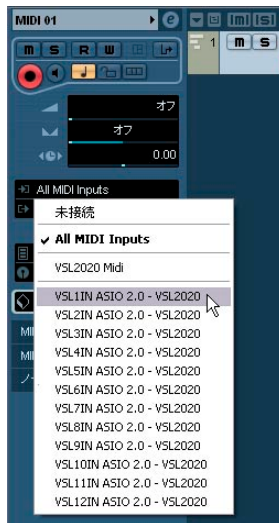 MIDI 01
e
M S R W
1 M S
オフ
オフ
0.00
All MIDI Inputs
未接続
✓ All MIDI Inputs
VSL2020 Midi
VSL1IN ASIO 2.0 - VSL2020
VSL2IN ASIO 2.0 - VSL2020
VSL3IN ASIO 2.0 - VSL2020
VSL4IN ASIO 2.0 - VSL2020
VSL5IN ASIO 2.0 - VSL2020
VSL6IN ASIO 2.0 - VSL2020
VSL7IN ASIO 2.0 - VSL2020
VSL8IN ASIO 2.0 - VSL2020
VSL9IN ASIO 2.0 - VSL2020
VSL10IN ASIO 2.0 - VSL2020
VSL11IN ASIO 2.0 - VSL2020
VSL12IN ASIO 2.0 - VSL2020